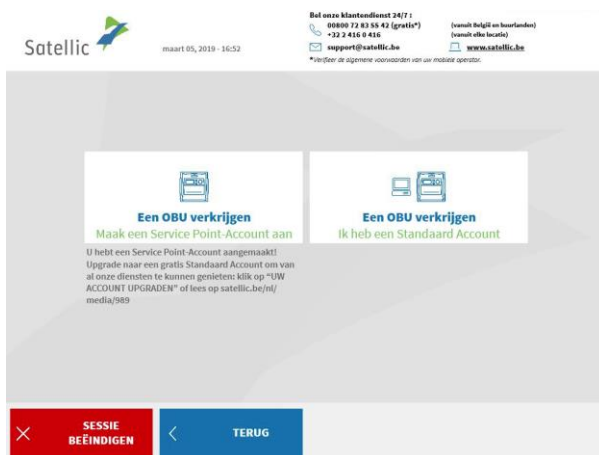 Satellic
maart 05, 2019 - 16:52
Bel onze klantendienst 24/7 :
00800 72 83 55 42 (gratis*) (vanuit België en buurlanden)
+32 2 416 0 416 (vanuit elke locatie)
support@satellic.be www.satellic.be
*Verifieer de algemene voorwaarden van uw mobiele operator.
Een OBU verkrijgen
Maak een Service Point-Account aan
Een OBU verkrijgen
Ik heb een Standaard Account
U hebt een Service Point-Account aangemaakt!
Upgrade naar een gratis Standaard Account om van
al onze diensten te kunnen genieten: klik op “UW
ACCOUNT UPGRADEN” of lees op satellic.be/nl/
media/989
SESSIE
BEËINDIGEN
TERUG